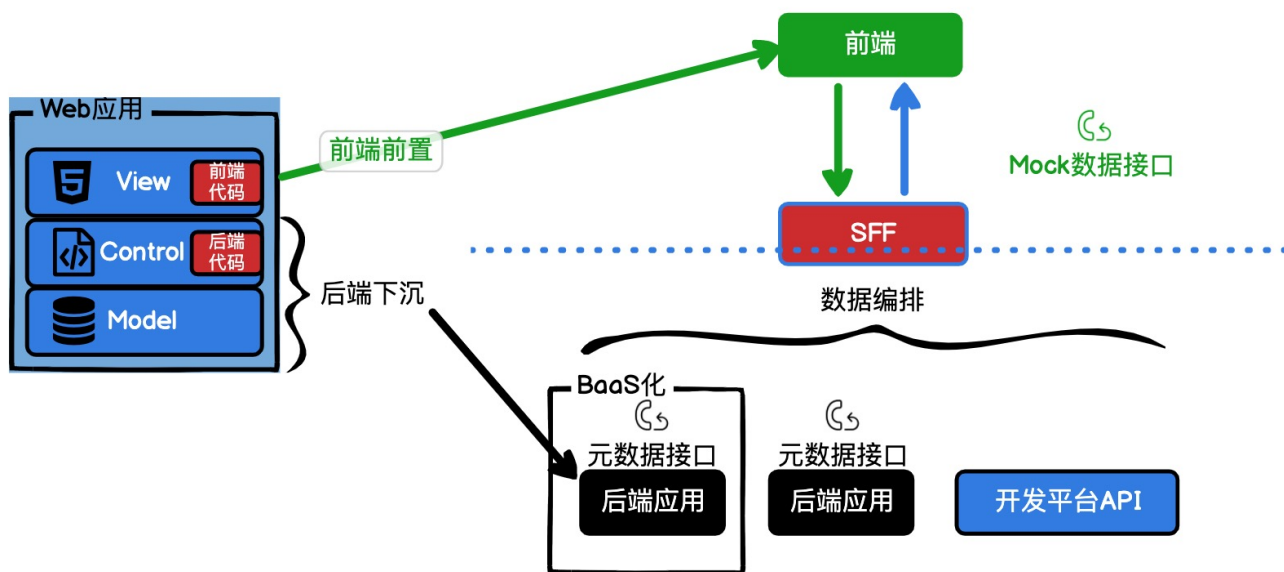 前端
Web应用
前端前置
View
前端
代码
Mock数据接口
Control
后端
代码
SFF
Model
后端下沉
数据编排
BaaS化
元数据接口
元数据接口
后端应用
后端应用
开发平台API